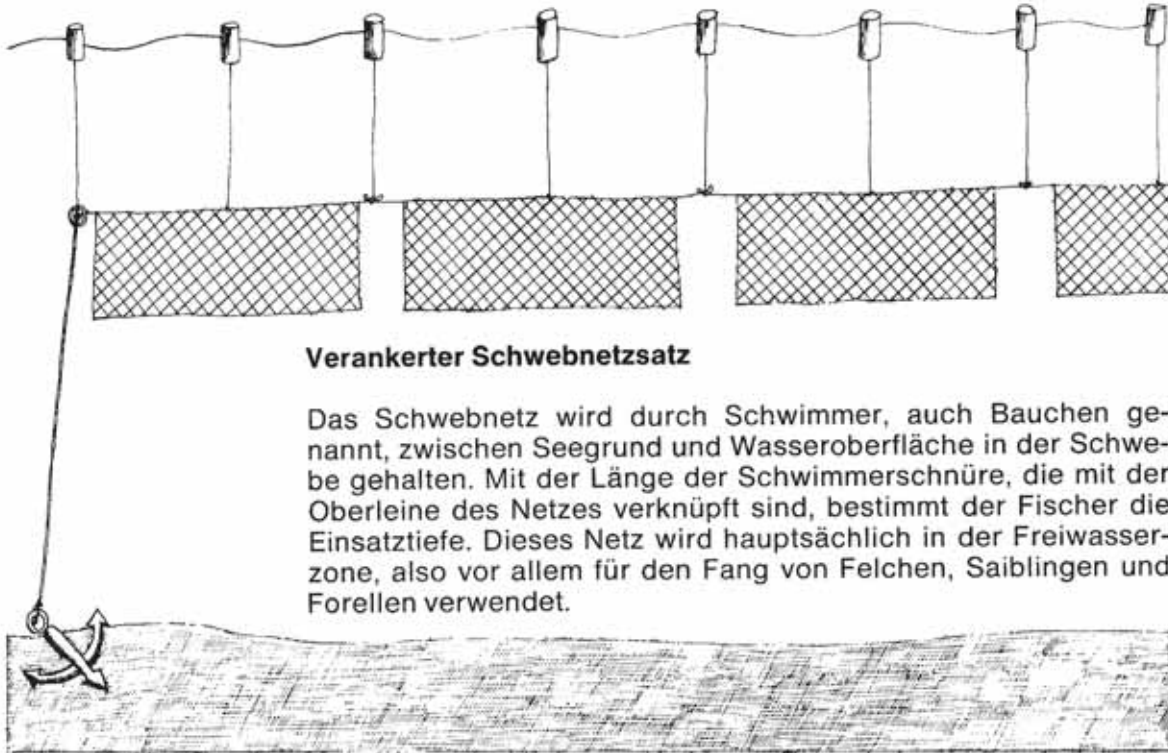 Verankerter Schwebnetzsatz
Das Schwebnetz wird durch Schwimmer, auch Bauchen ge-
nannt, zwischen Seegrund und Wasseroberfläche in der Schwe-
be gehalten. Mit der Länge der Schwimmerschnüre, die mit der
Oberleine des Netzes verknüpft sind, bestimmt der Fischer die
Einsatztiefe. Dieses Netz wird hauptsächlich in der Freiwasser-
zone, also vor allem für den Fang von Felchen, Saiblingen und
Forellen verwendet.